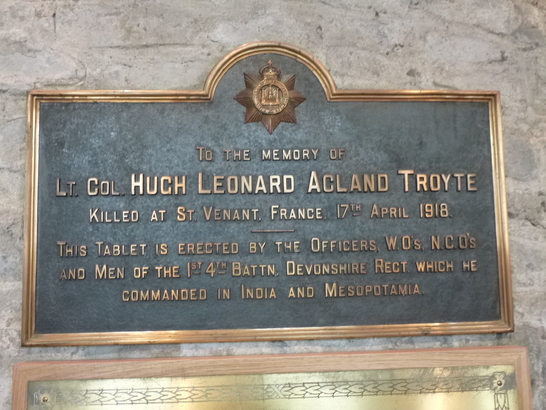 TO THE MEMORY OF
LT. COL. HUGH LEONARD ACLAND TROYTE
KILLED AT ST. VENANT, FRANCE, 17TH APRIL 1918.
THIS TABLET IS ERECTED BY THE OFFICERS, W.O'S. N.C.O'S
AND MEN OF THE 1ST 4TH BATTN. DEVONSHIRE REGT. WHICH HE
COMMANDED IN INDIA AND MESOPOTAMIA.